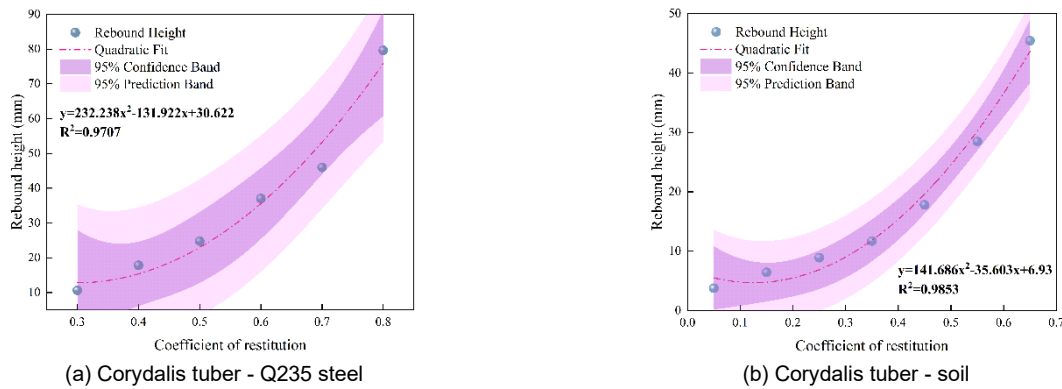 90
80
70
60
50
40
30
20
10
Rebound height (mm)
Rebound Height
Quadratic Fit
95% Confidence Band
95% Prediction Band
y=232.238x²-131.922x+30.622
R²=0.9707
0.3 0.4 0.5 0.6 0.7 0.8
Coefficient of restitution
(a) Corydalis tuber - Q235 steel
50
40
30
20
10
0
Rebound height (mm)
Rebound Height
Quadratic Fit
95% Confidence Band
95% Prediction Band
y=141.686x²-35.603x+6.93
R²=0.9853
0.0 0.1 0.2 0.3 0.4 0.5 0.6 0.7
Coefficient of restitution
(b) Corydalis tuber - soil